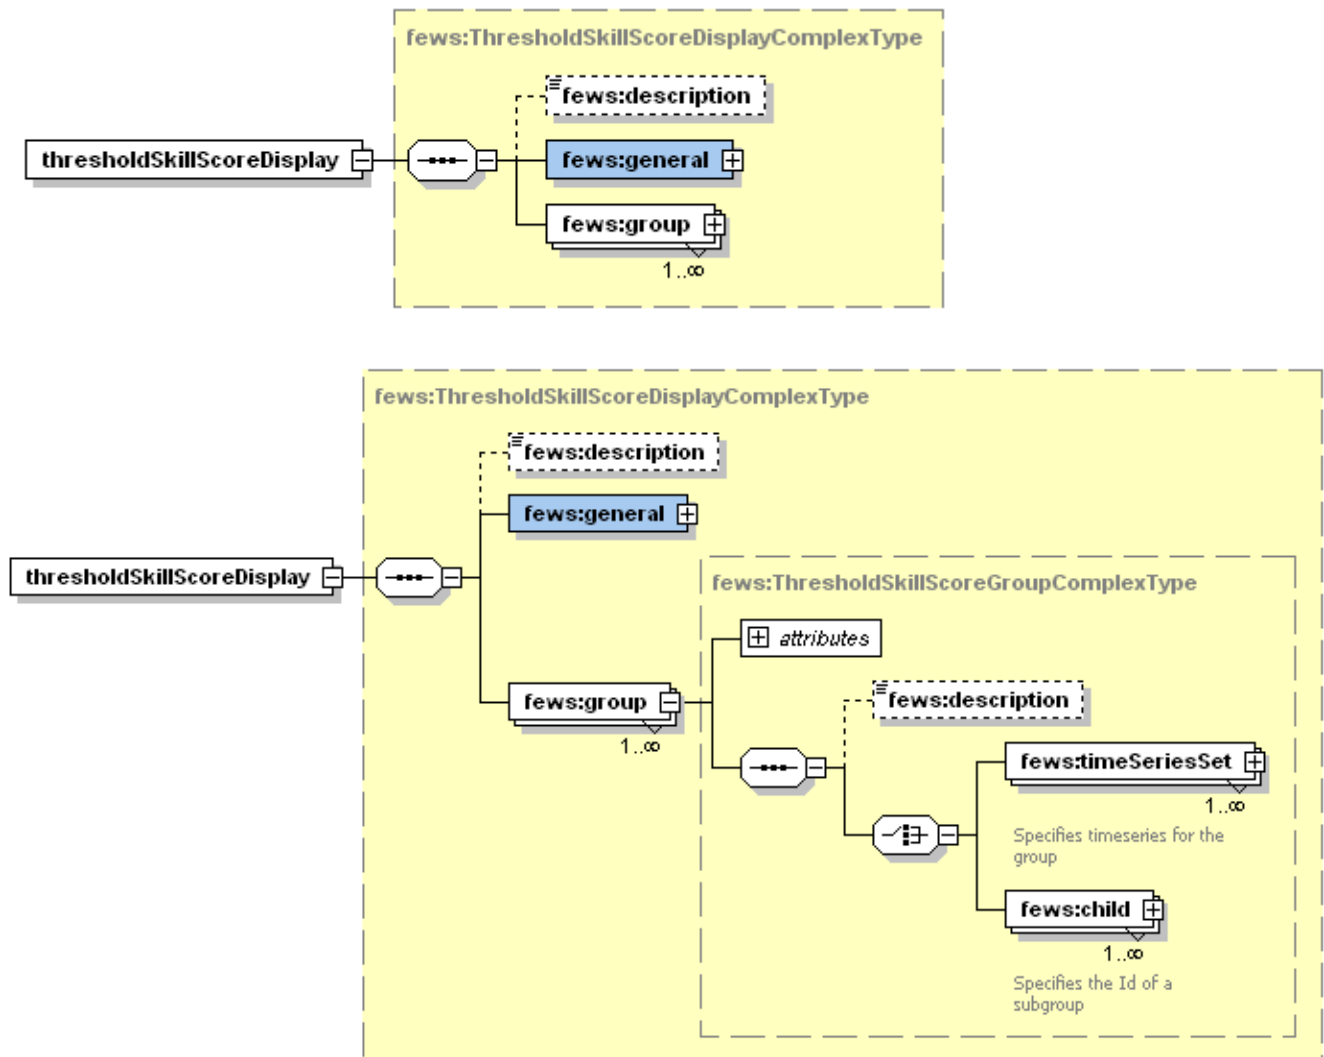 fews:ThresholdSkillScoreDisplayComplexType
fews:description
thresholdSkillScoreDisplay
fews:general
fews:group
1..∞
fews:ThresholdSkillScoreDisplayComplexType
fews:description
fews:general
thresholdSkillScoreDisplay
fews:ThresholdSkillScoreGroupComplexType
attributes
fews:group
1..∞
fews:description
fews:timeSeriesSet
1..∞
Specifies timeseries for the
group
fews:child
1..∞
Specifies the Id of a
subgroup